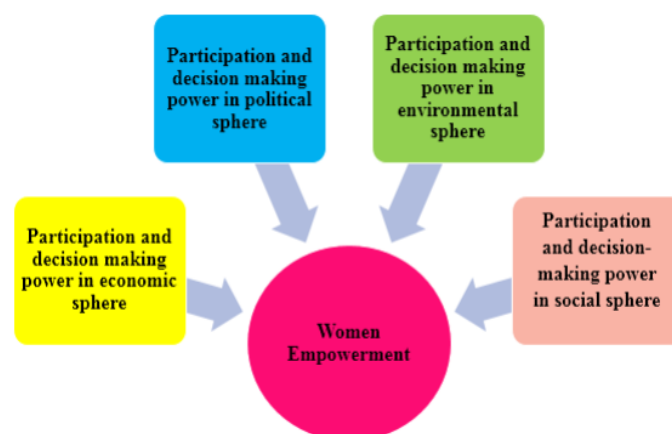 Participation and
decision making
power in political
sphere
Participation and
decision making
power in
environmental
sphere
Participation and
decision making
power in economic
sphere
Participation
and decision-
making power
in social sphere
Women
Empowerment